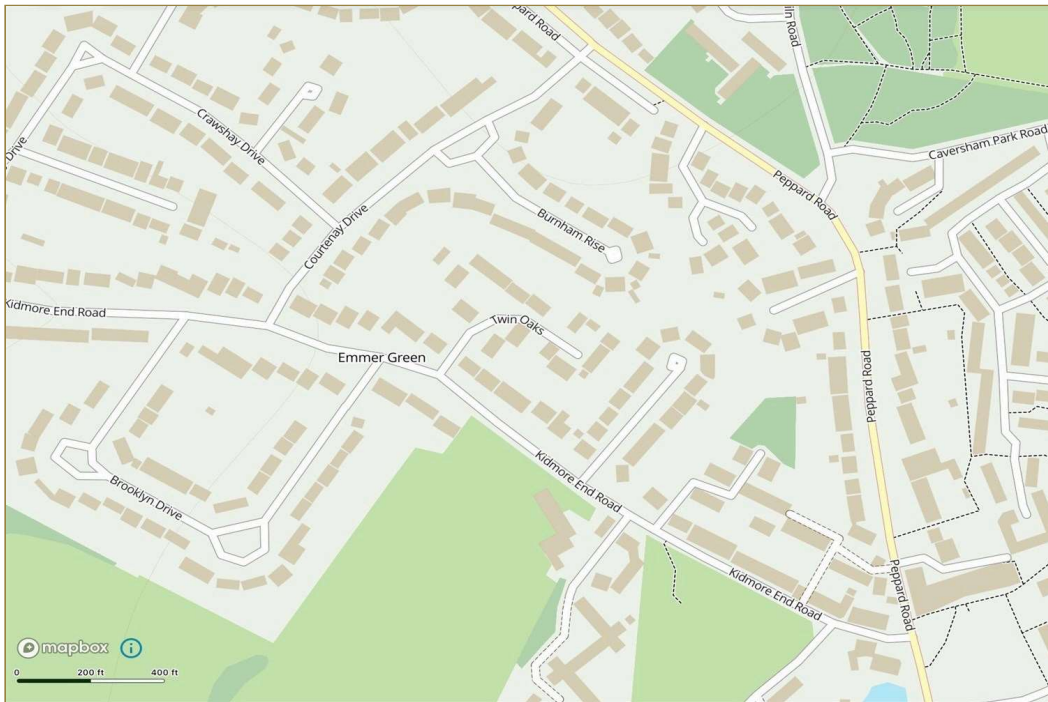 Peppard Road
Crawshay Drive
Drive
Caversham Park Road
Peppard Road
Burnham Rise
Courtenay Drive
Kidmore End Road
Twin Oaks
Emmer Green
Peppard Road
Kidmore End Road
Brooklyn Drive
Kidmore End Road
Peppard Road
mapbox
0 200 ft 400 ft